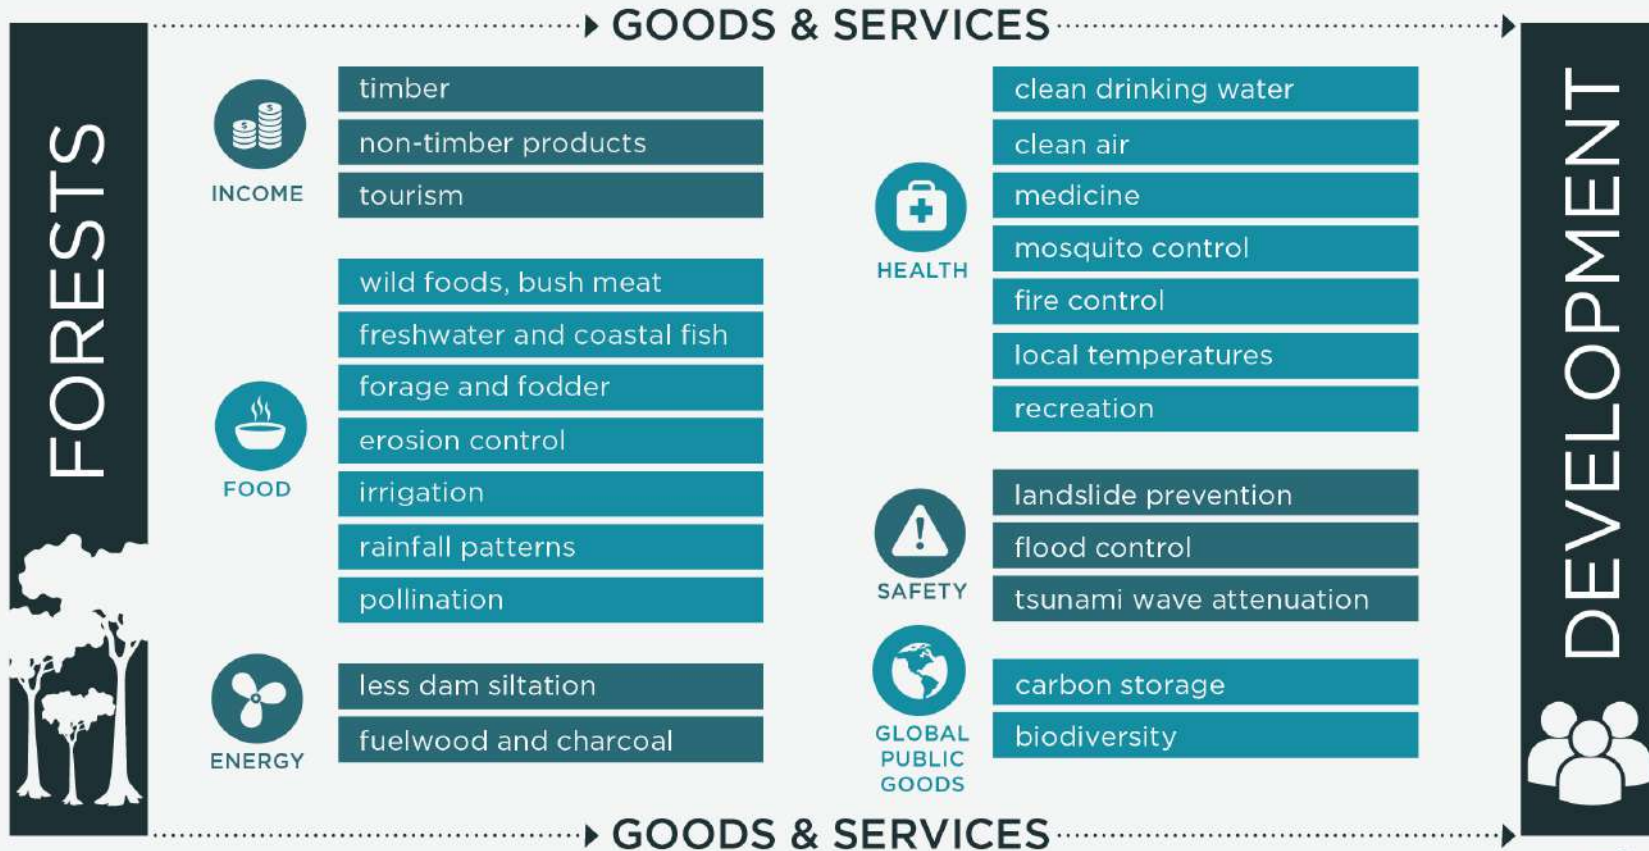 GOODS & SERVICES
FORESTS
INCOME
timber
non-timber products
tourism
FOOD
wild foods, bush meat
freshwater and coastal fish
forage and fodder
erosion control
irrigation
rainfall patterns
pollination
ENERGY
less dam siltation
fuelwood and charcoal
HEALTH
clean drinking water
clean air
medicine
mosquito control
fire control
local temperatures
recreation
SAFETY
landslide prevention
flood control
tsunami wave attenuation
GLOBAL
PUBLIC
GOODS
carbon storage
biodiversity
DEVELOPMENT
GOODS & SERVICES